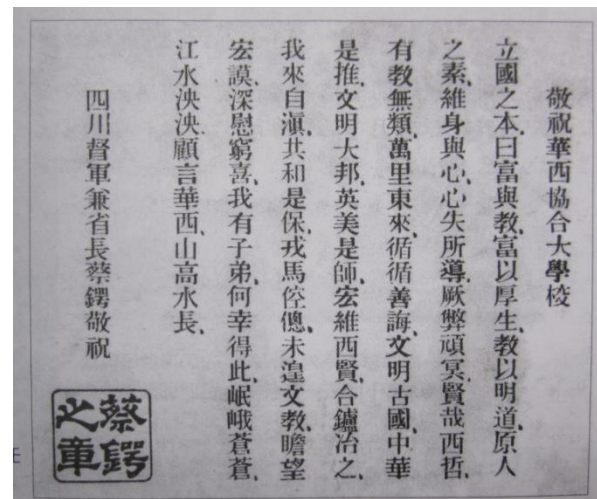 敬祝華西協合大學校
立國之本、曰富與教、富以厚生、教以明道、原人
之素、維身與心、心失所導、厥弊頑冥、賢哉西哲、
有教無類、萬里東來、循循善誨、文明古國、中華
是推、文明大邦、英美是師、宏維西賢、合鑪冶之、
我來自滇、共和是保、戎馬倥傯、未遑文教、瞻望
宏謨、深慰窮喜、我有子弟、何幸得此、岷峨蒼蒼、
江水泱泱、顧言華西、山高水長、
四川督軍兼省長蔡鍔敬祝
蔡鍔
之章